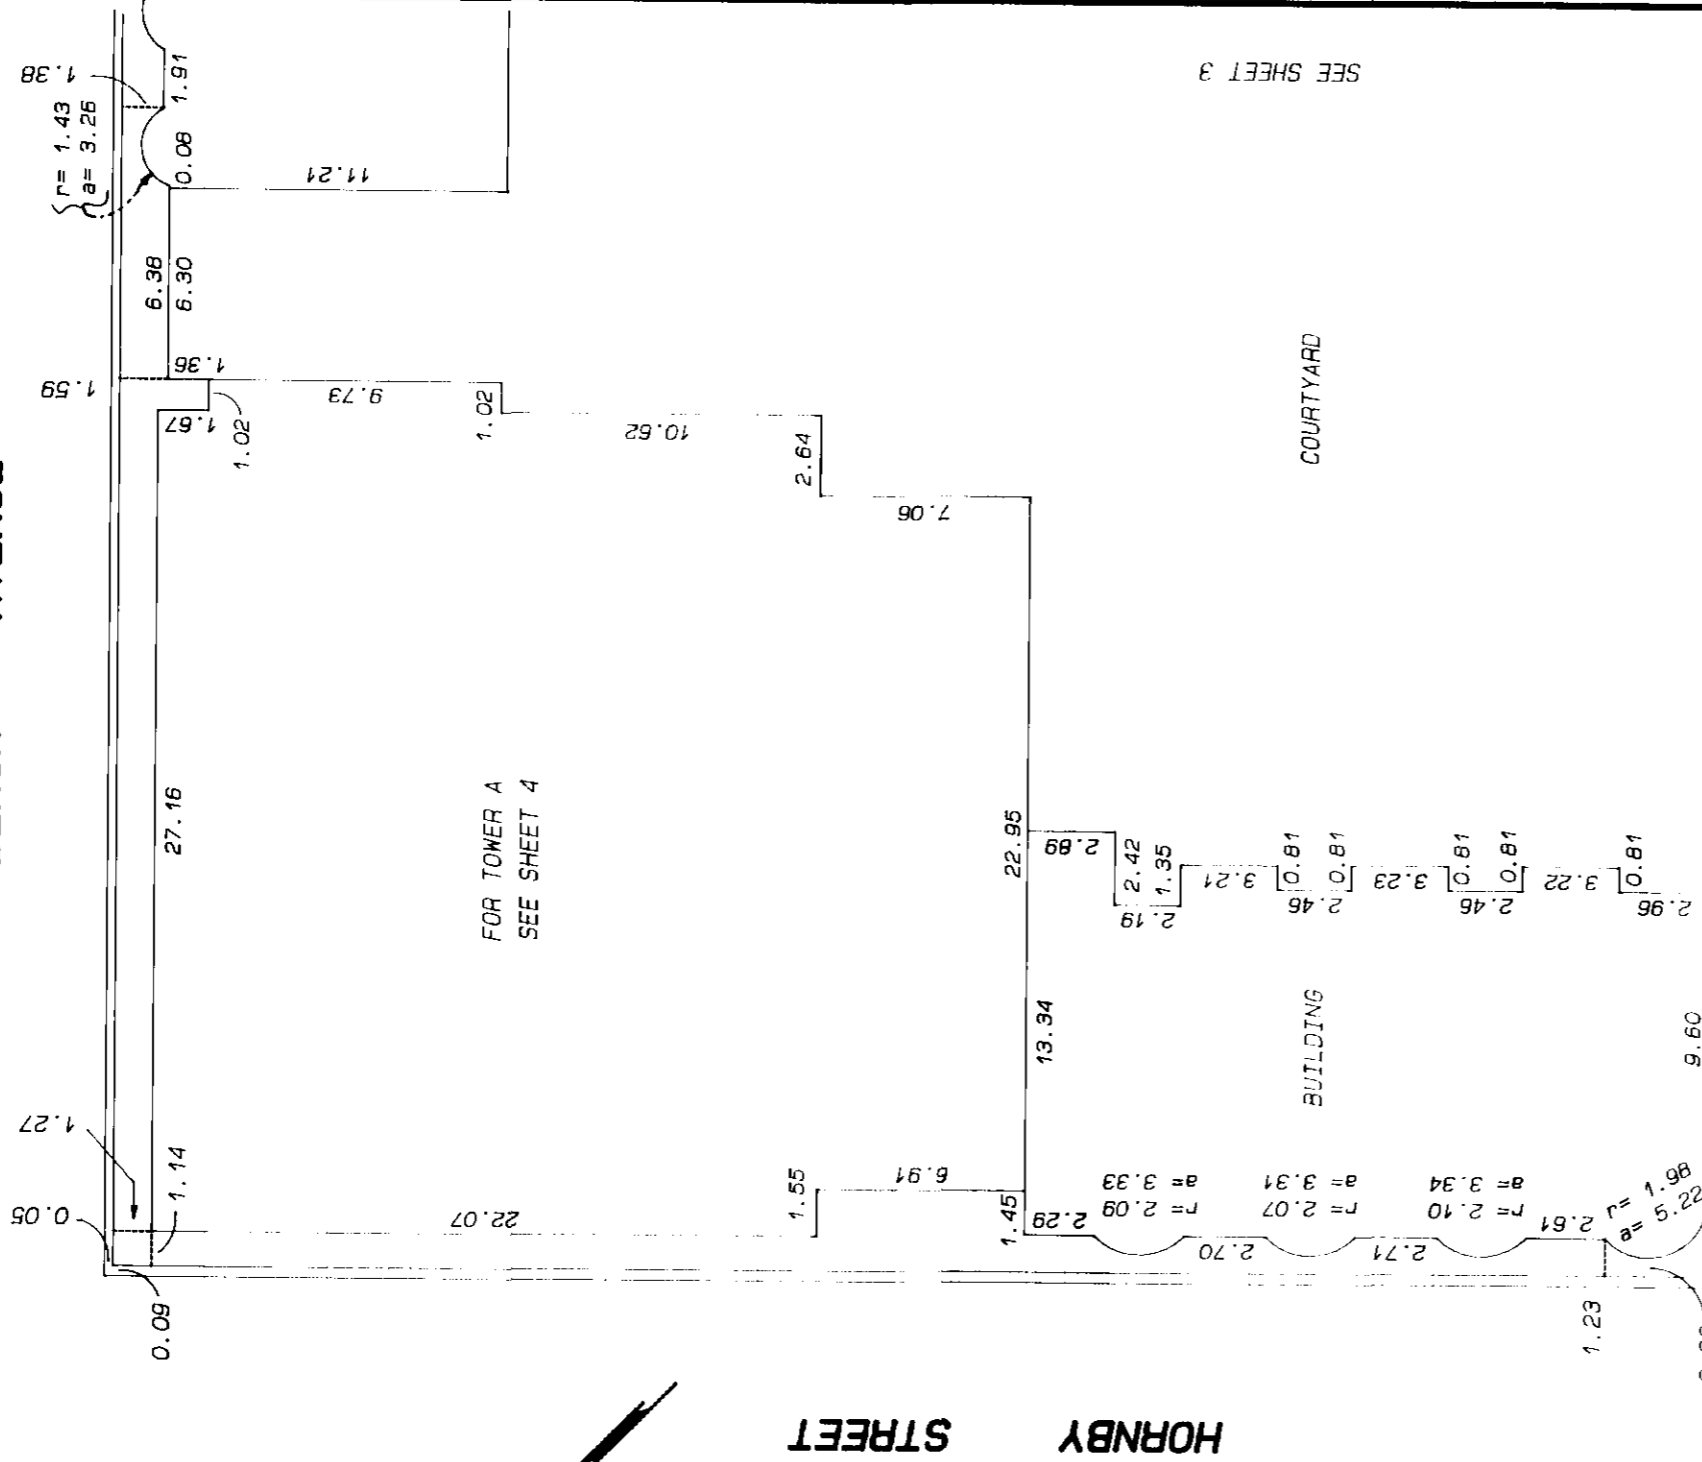 1.38
r= 1.43
a= 3.26
1.91
0.08
11.21
SEE SHEET 3
6.38
6.30
1.59
1.36
1.67
1.02
9.73
1.02
10.62
2.64
7.06
COURTYARD
27.16
FOR TOWER A
SEE SHEET 4
22.95
2.89
2.42
1.35
2.19
3.21
0.81
2.46
0.81
3.23
0.81
2.46
0.81
3.22
0.81
2.96
13.34
BUILDING
9.60
1.27
0.05
1.14
0.09
22.07
1.55
6.91
1.45
2.29
r= 2.09
a= 3.33
2.70
r= 2.07
a= 3.31
2.71
r= 2.10
a= 3.34
2.61
r= 1.98
a= 5.22
1.23
HORNBY STREET